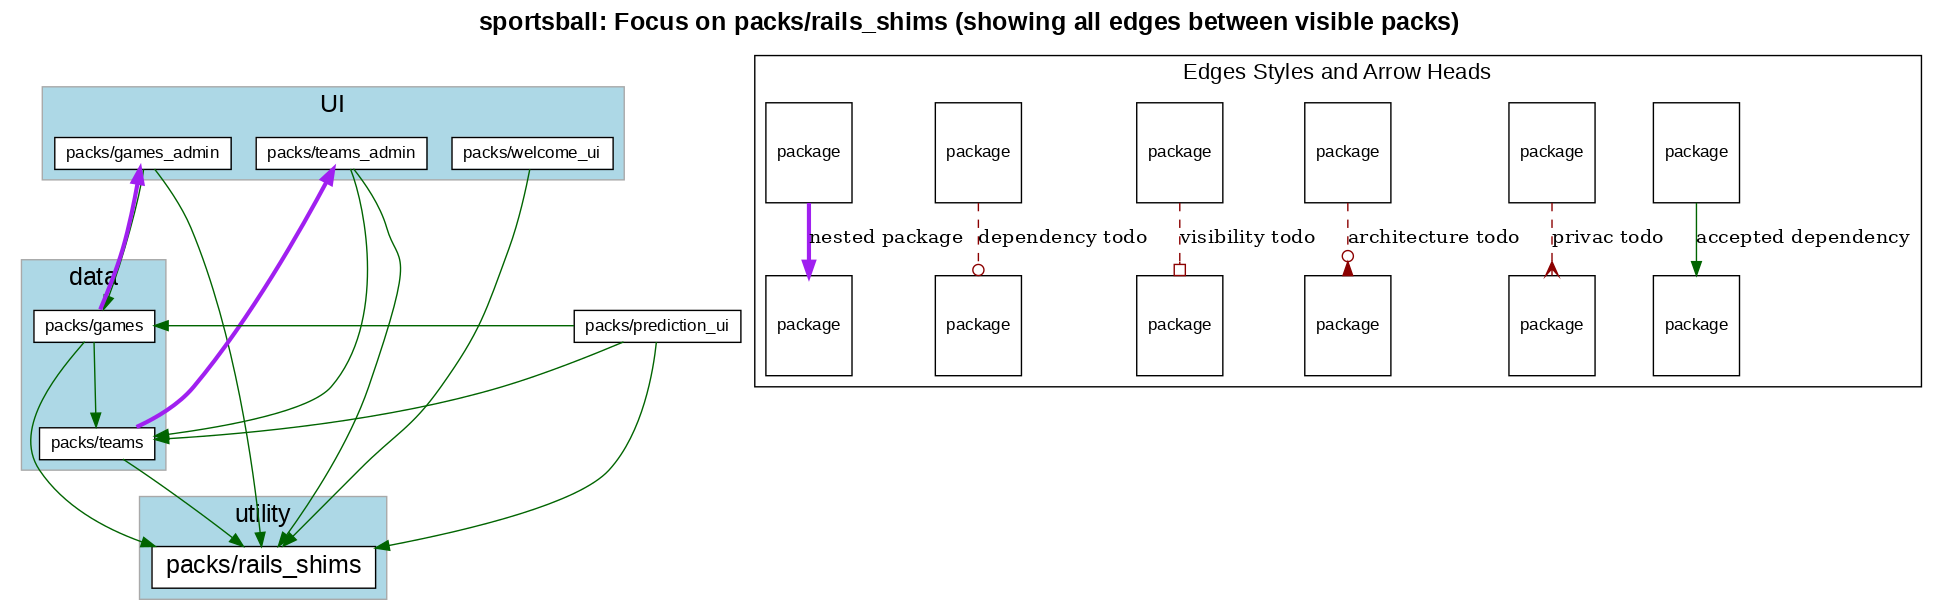 sportsball: Focus on packs/rails_shims (showing all edges between visible packs)
UI
packs/games_admin
packs/teams_admin
packs/welcome_ui
data
packs/games
packs/prediction_ui
packs/teams
utility
packs/rails_shims
Edges Styles and Arrow Heads
package
package
package
package
package
package
nested package
dependency todo
visibility todo
architecture todo
privac todo
accepted dependency
package
package
package
package
package
package